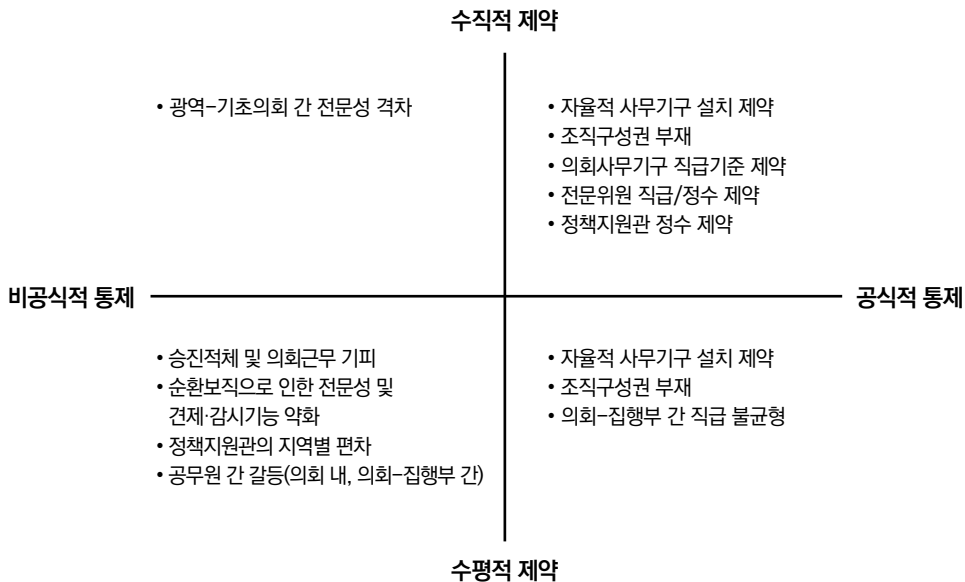 수직적 제약
• 광역-기초의회 간 전문성 격차
• 자율적 사무기구 설치 제약
• 조직구성권 부재
• 의회사무기구 직급기준 제약
• 전문위원 직급/정수 제약
• 정책지원관 정수 제약
비공식적 통제
공식적 통제
• 승진적체 및 의회근무 기피
• 순환보직으로 인한 전문성 및
견제·감시기능 약화
• 정책지원관의 지역별 편차
• 공무원 간 갈등(의회 내, 의회-집행부 간)
• 자율적 사무기구 설치 제약
• 조직구성권 부재
• 의회-집행부 간 직급 불균형
수평적 제약